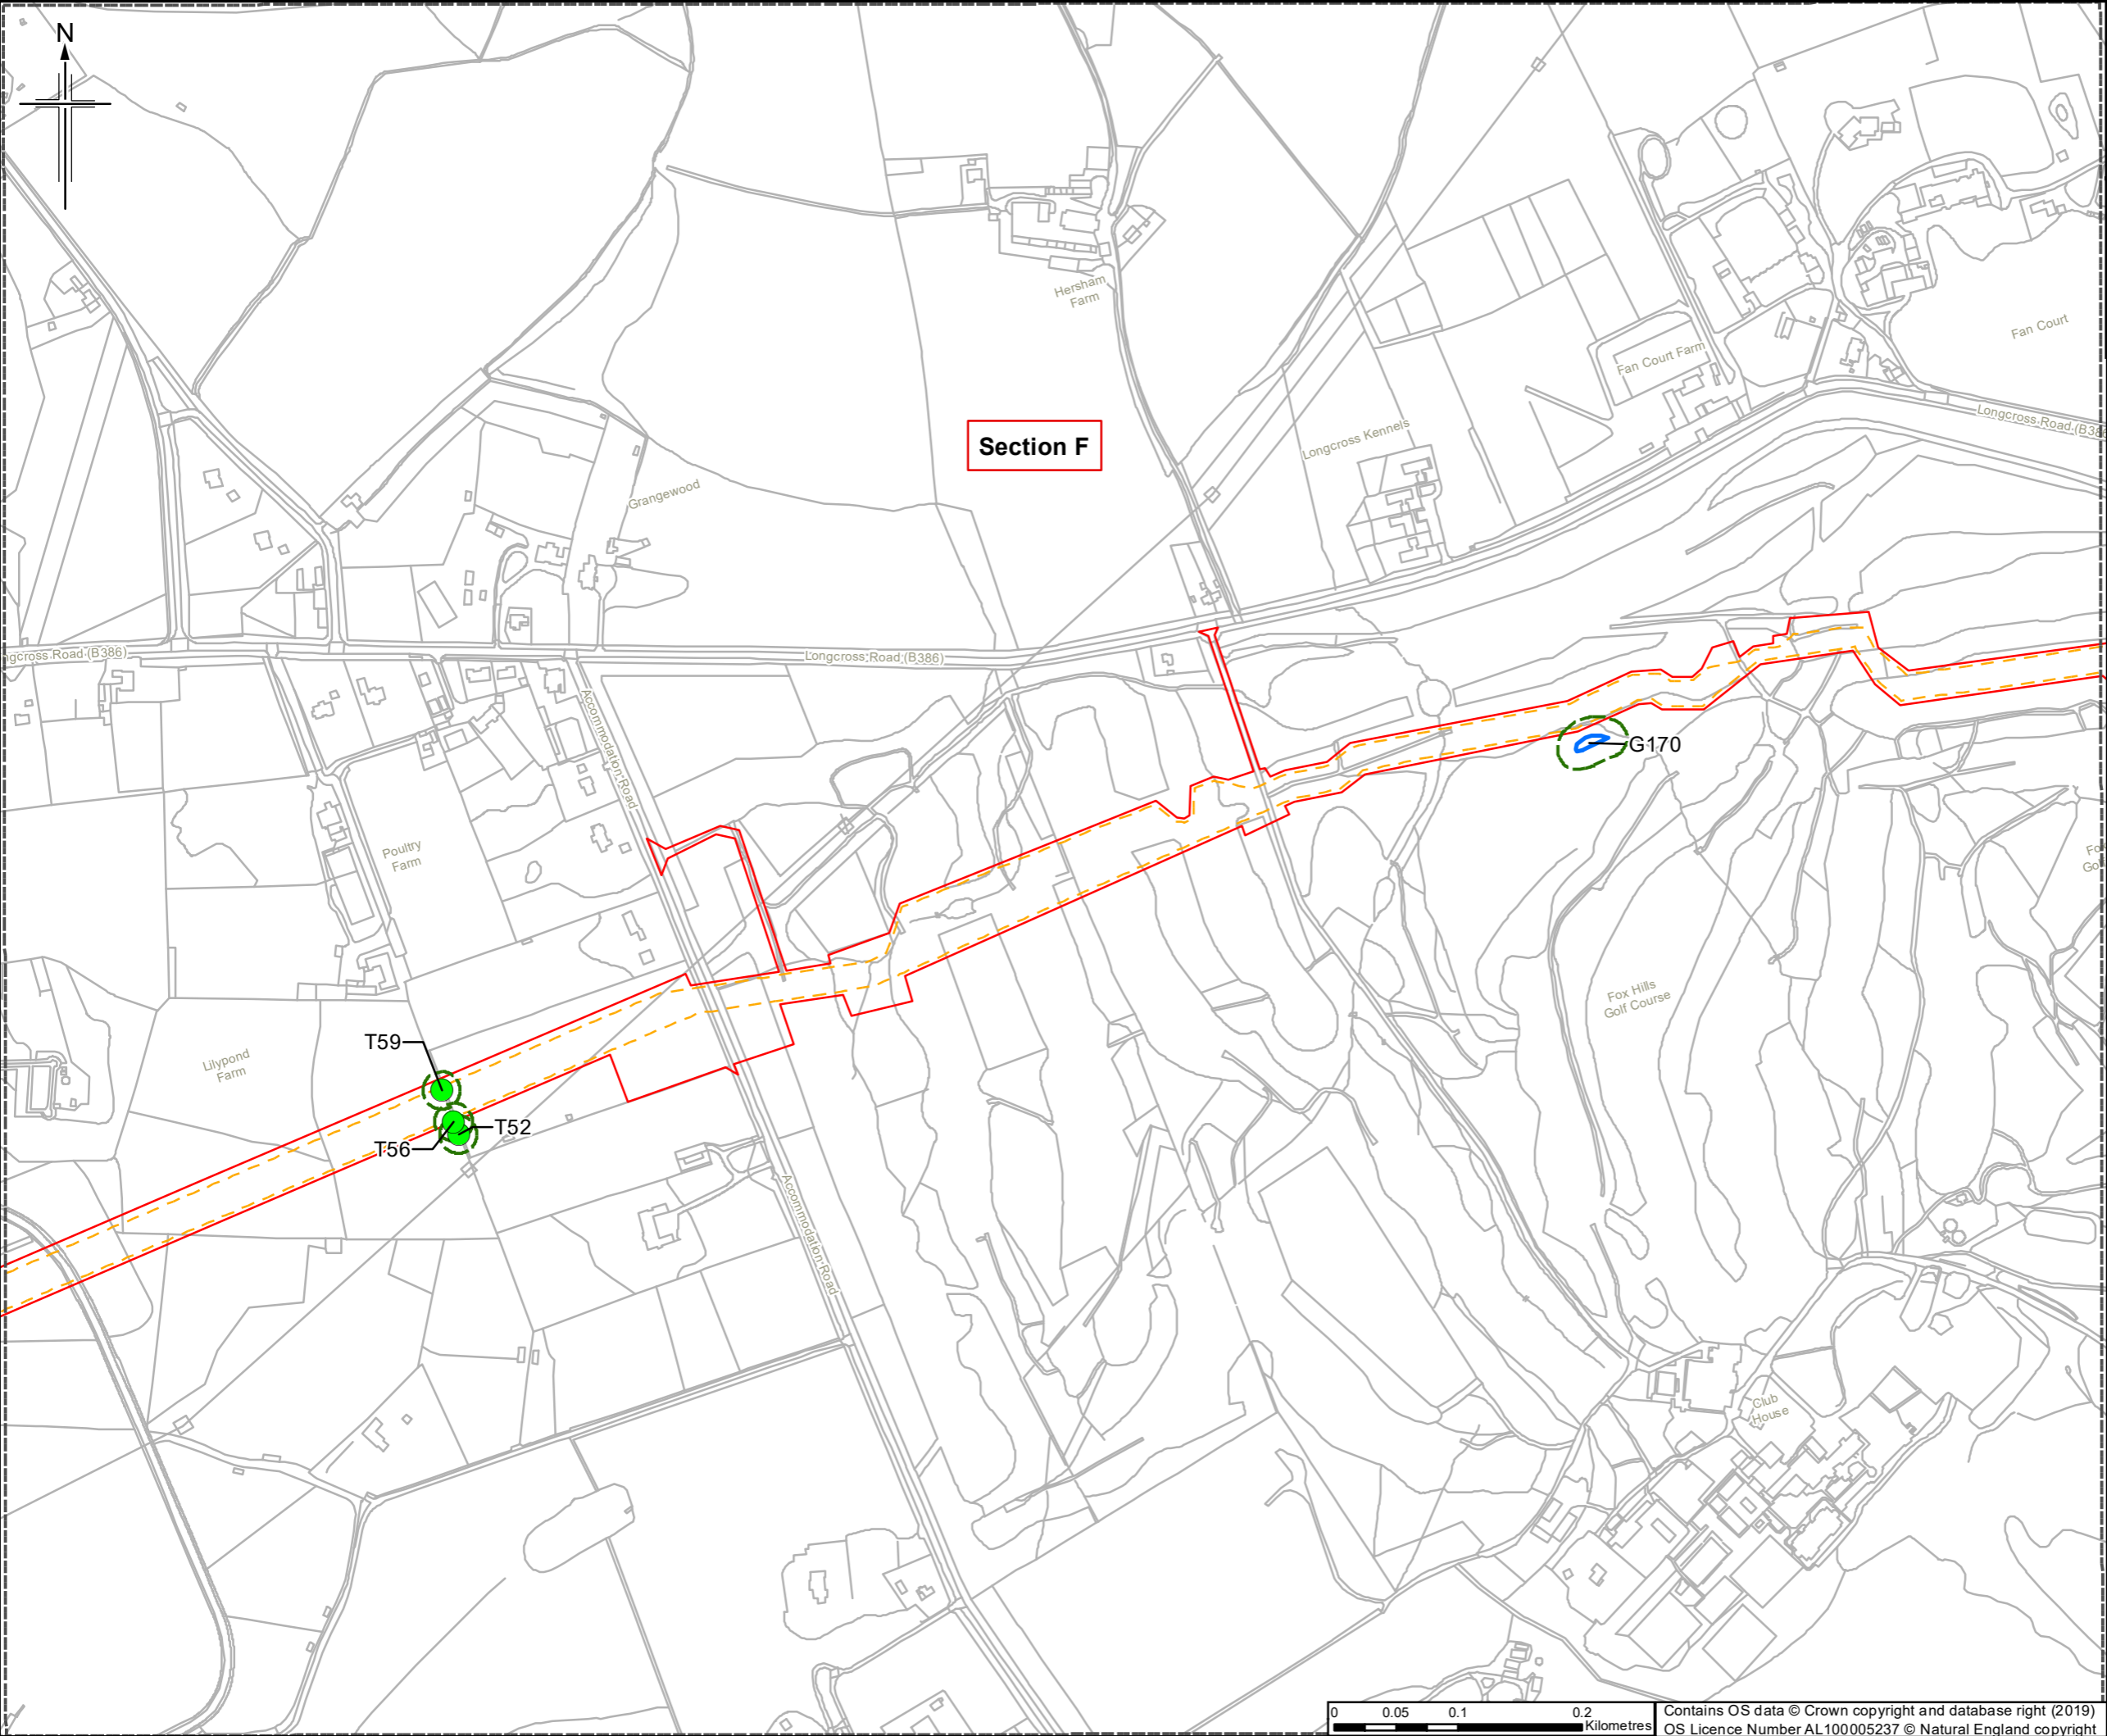 N
Hersham
Farm
Fan Court
Fan Court Farm
Longcross Road (B38
Section F
Longcross Kennels
Grangewood
gcross Road (B386)
Longcross Road (B386)
Accommodation Road
G170
Poultry
Farm
Fo
Go
Fox Hills
Golf Course
T59
Lilypond
Farm
T52
T56
Accommodation Road
Club
House
0 0.05 0.1 0.2
Kilometres
Contains OS data © Crown copyright and database right (2019)
OS Licence Number AL100005237 © Natural England copyright